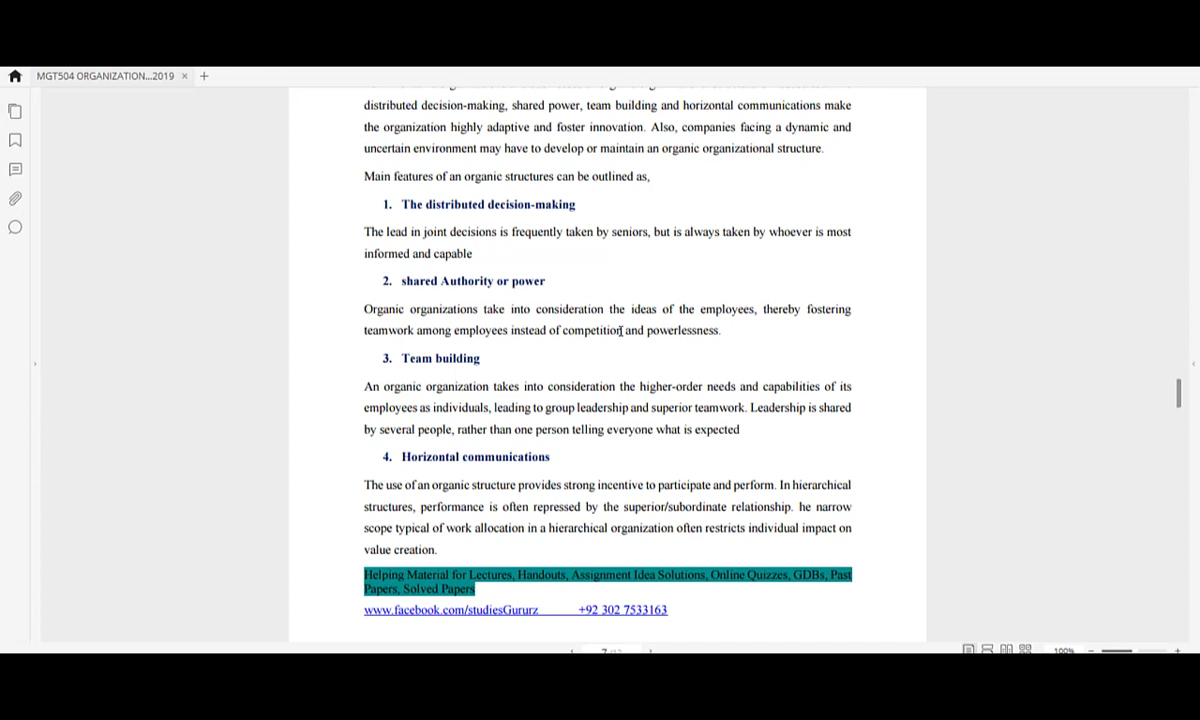 MGT504 ORGANIZATION...2019
distributed decision-making, shared power, team building and horizontal communications make
the organization highly adaptive and foster innovation. Also, companies facing a dynamic and
uncertain environment may have to develop or maintain an organic organizational structure.
Main features of an organic structures can be outlined as,
1. The distributed decision-making
The lead in joint decisions is frequently taken by seniors, but is always taken by whoever is most
informed and capable
2. shared Authority or power
Organic organizations take into consideration the ideas of the employees, thereby fostering
teamwork among employees instead of competition and powerlessness.
3. Team building
An organic organization takes into consideration the higher-order needs and capabilities of its
employees as individuals, leading to group leadership and superior teamwork. Leadership is shared
by several people, rather than one person telling everyone what is expected
4. Horizontal communications
The use of an organic structure provides strong incentive to participate and perform. In hierarchical
structures, performance is often repressed by the superior/subordinate relationship. he narrow
scope typical of work allocation in a hierarchical organization often restricts individual impact on
value creation.
Helping Material for Lectures, Handouts, Assignment Idea Solutions, Online Quizzes, GDBs, Past
Papers, Solved Papers
www.facebook.com/studiesGururz +92 302 7533163
100%